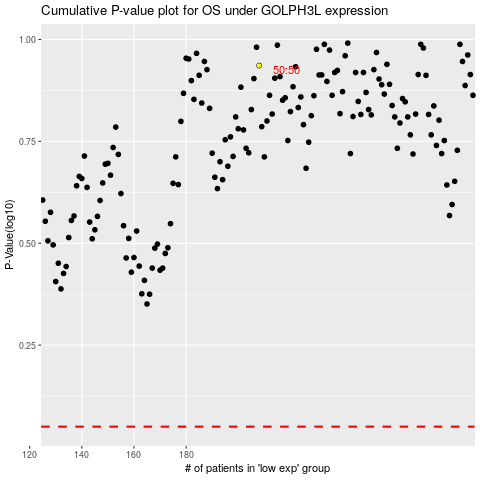 Cumulative P-value plot for OS under GOLPH3L expression
1.00
0.75
0.50
0.25
P-Value(log10)
50:50
120 140 160 180
# of patients in 'low exp' group